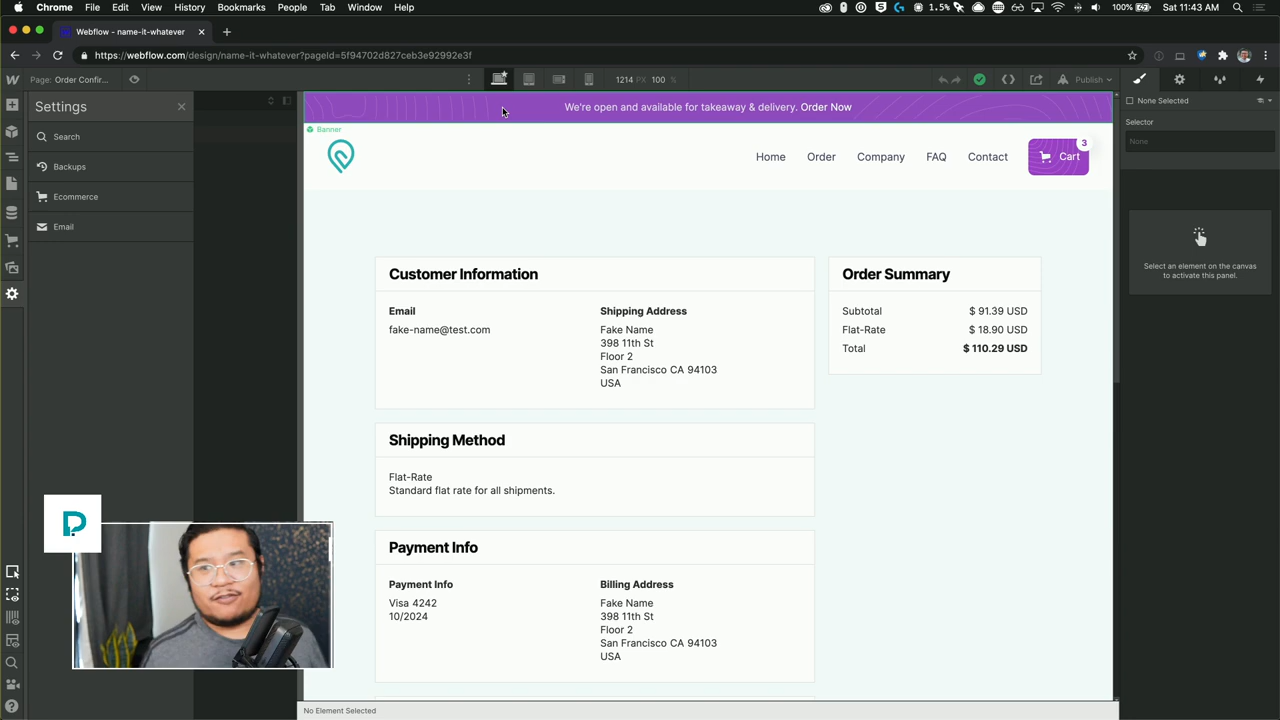 Chrome File Edit View History Bookmarks People Tab Window Help 1.5% 100% Sat 11:43 AM
Webflow - name-it-whatever
https://webflow.com/design/name-it-whatever?pageId=5f94702d827ceb3e92992e3f
Page: Order Confir... 1214 PX 100 % Publish
Settings
Search
Backups
Ecommerce
Email
We're open and available for takeaway & delivery. Order Now
Banner
Home Order Company FAQ Contact Cart 3
Customer Information
Email
fake-name@test.com
Shipping Address
Fake Name
398 11th St
Floor 2
San Francisco CA 94103
USA
Order Summary
Subtotal $ 91.39 USD
Flat-Rate $ 18.90 USD
Total $ 110.29 USD
Shipping Method
Flat-Rate
Standard flat rate for all shipments.
Payment Info
Payment Info
Visa 4242
10/2024
Billing Address
Fake Name
398 11th St
Floor 2
San Francisco CA 94103
USA
None Selected
Selector
None
Select an element on the canvas
to activate this panel.
No Element Selected